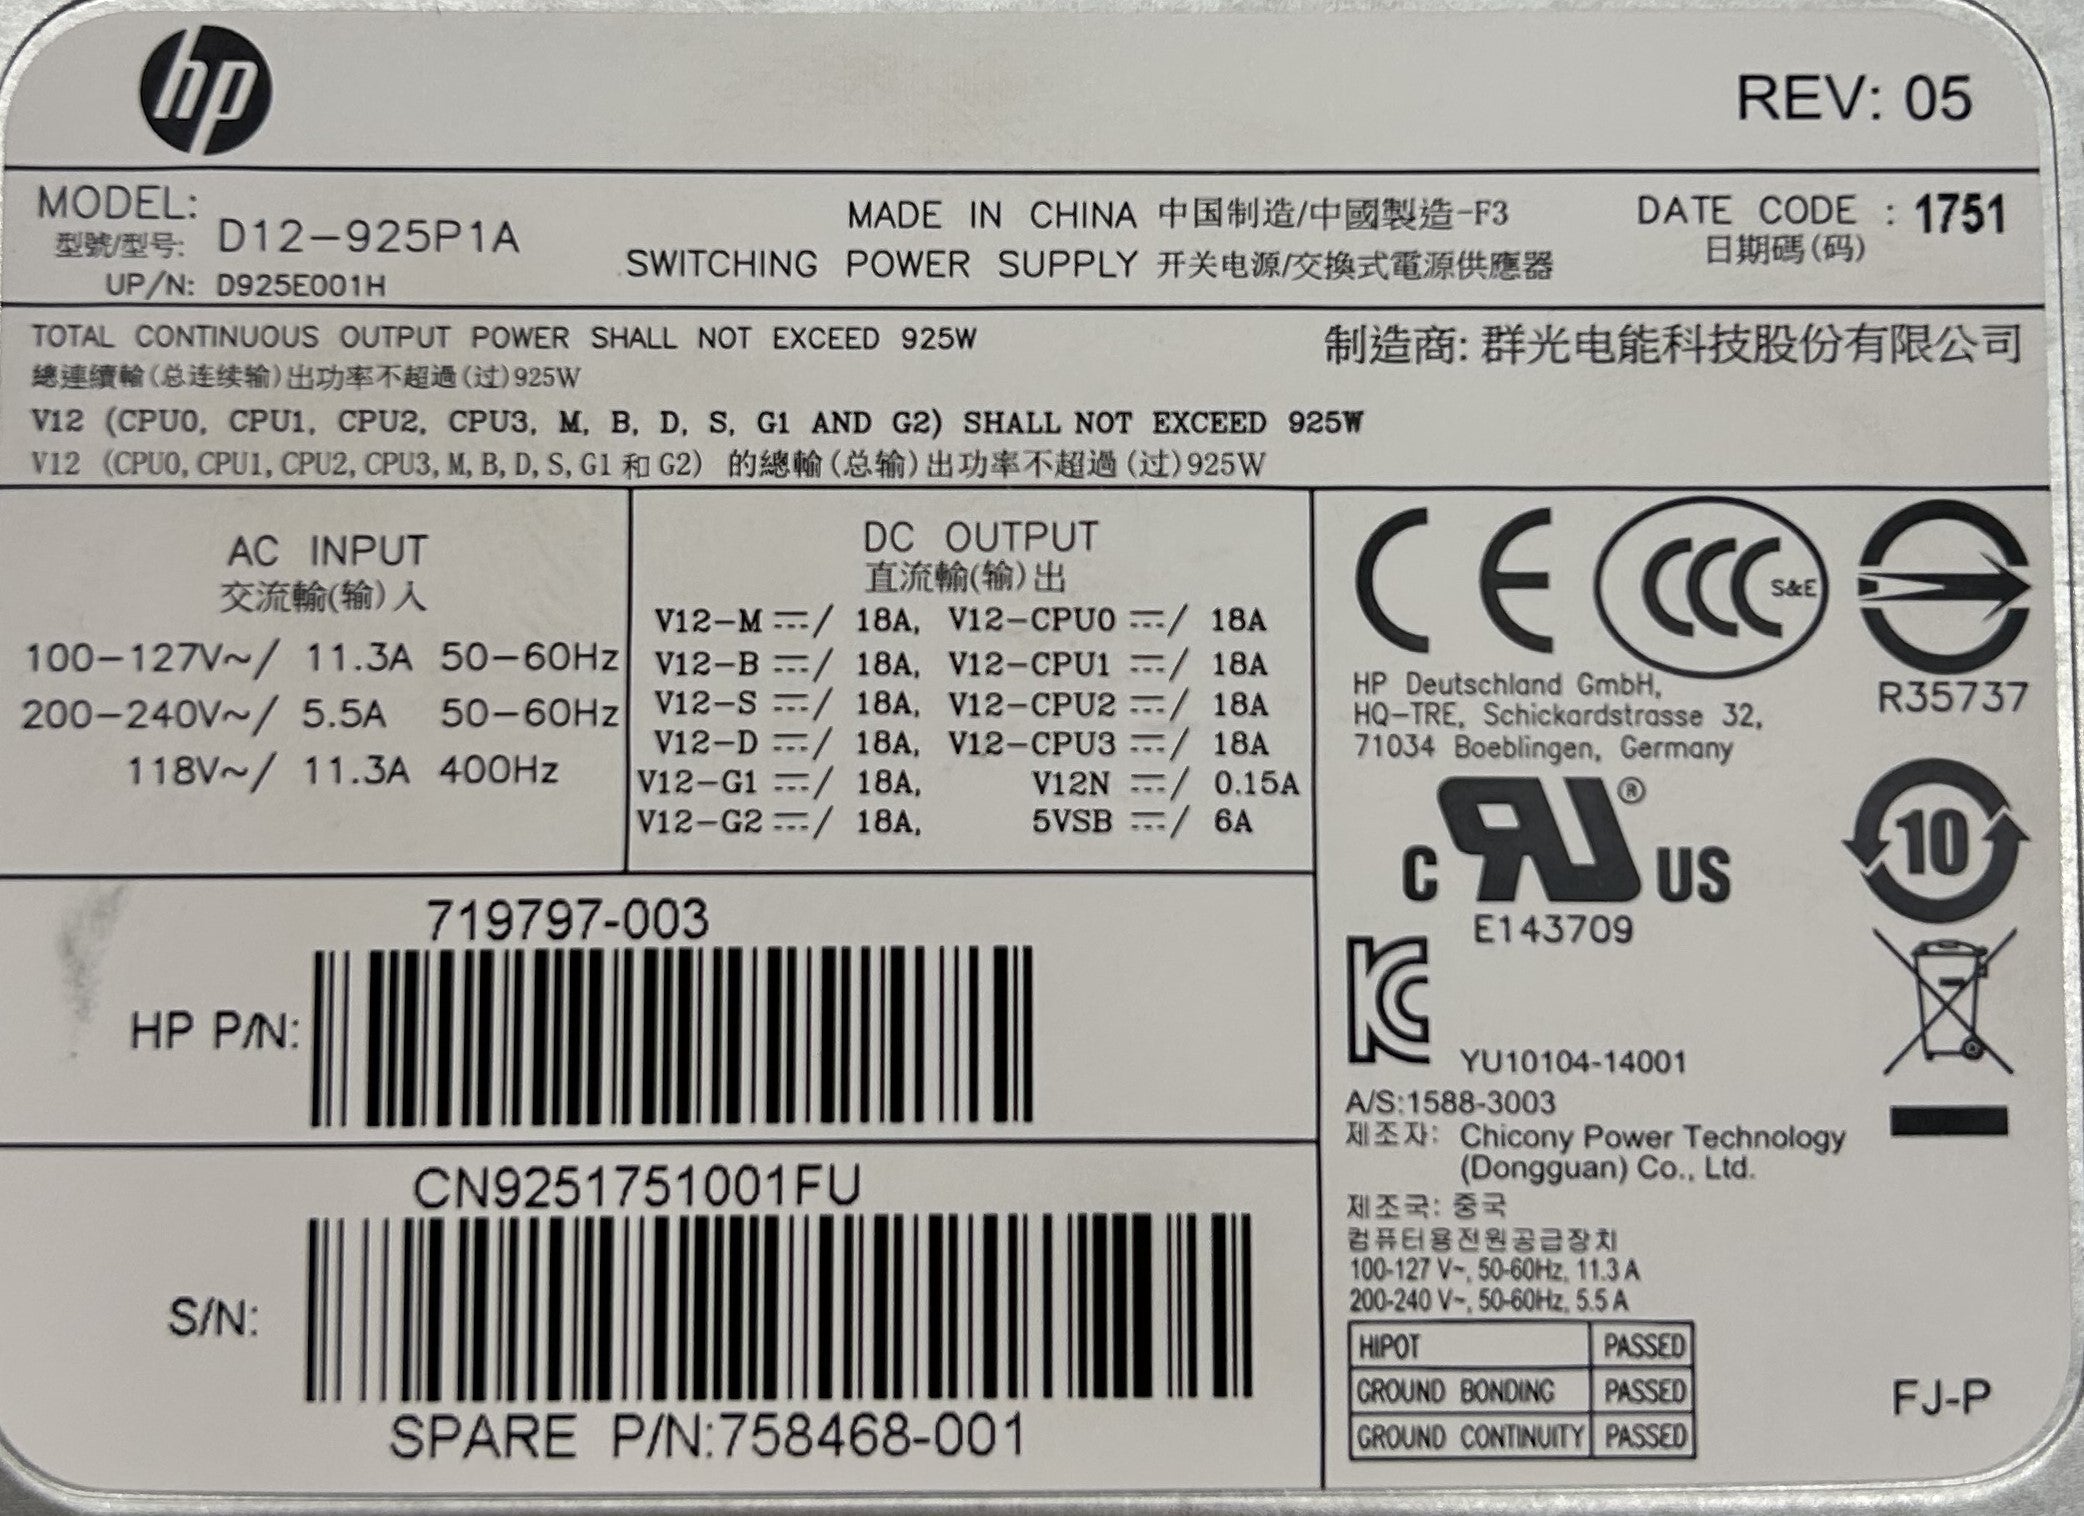 hp
REV: 05
MODEL:
型號/型号: D12-925P1A
UP/N: D925E001H
MADE IN CHINA 中国制造/中國製造-F3
SWITCHING POWER SUPPLY 开关电源/交換式電源供應器
DATE CODE : 1751
日期碼(码)
TOTAL CONTINUOUS OUTPUT POWER SHALL NOT EXCEED 925W
總連續輸(总连续输)出功率不超過(过)925W
制造商: 群光电能科技股份有限公司
V12 (CPU0, CPU1, CPU2, CPU3, M, B, D, S, G1 AND G2) SHALL NOT EXCEED 925W
V12 (CPU0, CPU1, CPU2, CPU3, M, B, D, S, G1 和 G2) 的總輸(总输)出功率不超過(过)925W
AC INPUT
交流輸(输)入
100-127V~/ 11.3A 50-60Hz
200-240V~/ 5.5A 50-60Hz
118V~/ 11.3A 400Hz
DC OUTPUT
直流輸(输)出
V12-M ⎓/ 18A, V12-CPU0 ⎓/ 18A
V12-B ⎓/ 18A, V12-CPU1 ⎓/ 18A
V12-S ⎓/ 18A, V12-CPU2 ⎓/ 18A
V12-D ⎓/ 18A, V12-CPU3 ⎓/ 18A
V12-G1 ⎓/ 18A, V12N ⎓/ 0.15A
V12-G2 ⎓/ 18A, 5VSB ⎓/ 6A
CE
CCC S&E
R35737
HP Deutschland GmbH,
HQ-TRE, Schickardstrasse 32,
71034 Boeblingen, Germany
C RU® US
E143709
10
KC
YU10104-14001
A/S:1588-3003
제조자: Chicony Power Technology
(Dongguan) Co., Ltd.
제조국: 중국
컴퓨터용전원공급장치
100-127 V~, 50-60Hz, 11.3 A
200-240 V~, 50-60Hz, 5.5 A
HIPOT PASSED
GROUND BONDING PASSED
GROUND CONTINUITY PASSED
FJ-P
719797-003
HP P/N:
CN9251751001FU
S/N:
SPARE P/N:758468-001